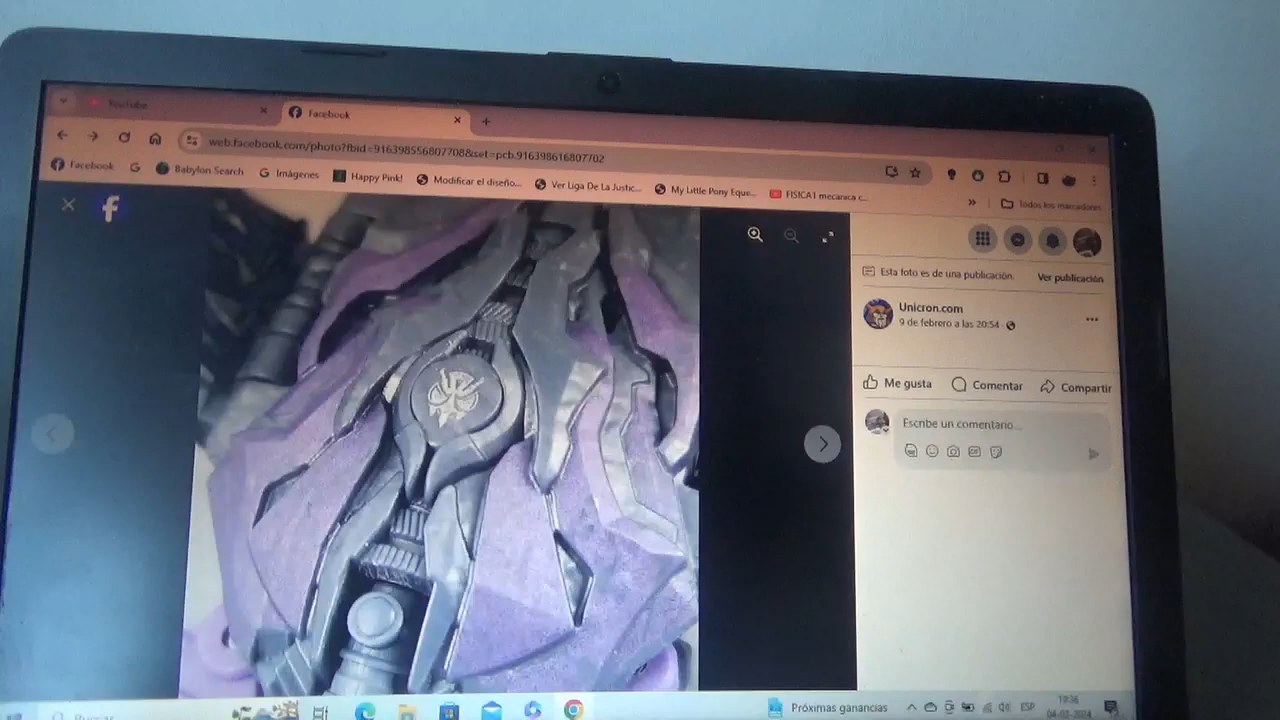 YouTube
Facebook
web.facebook.com/photo?fbid=916398556807708&set=pcb.916398616807702
Facebook
Babylon Search
Imágenes
Happy Pink!
Modificar el diseño...
Ver Liga De La Justic...
My Little Pony Eque...
FISICA I mecanica c...
»
Todos los marcadores
Esta foto es de una publicación.
Ver publicación
Unicron.com
9 de febrero a las 20:54
Me gusta
Comentar
Compartir
Escribe un comentario...
Buscar
Próximas ganancias
ESP
19:36